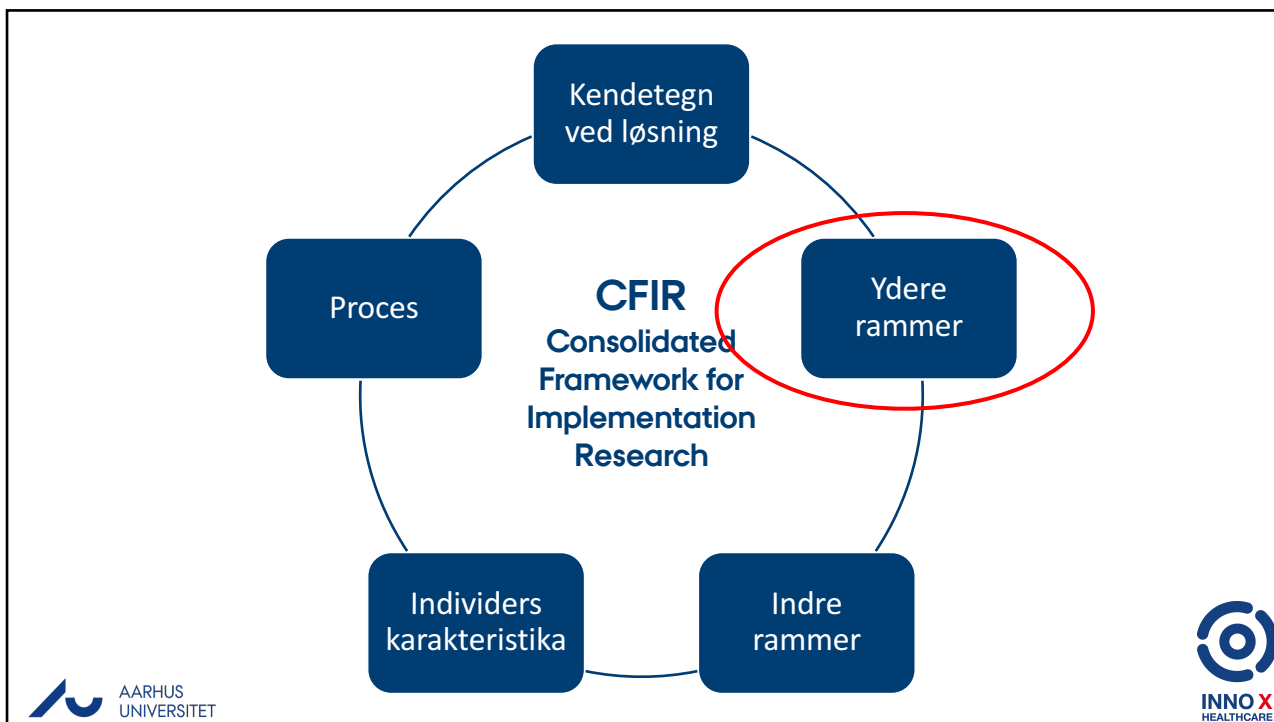 Kendetegn
ved løsning
Ydere
rammer
Indre
rammer
Individers
karakteristika
Proces
CFIR
Consolidated
Framework for
Implementation
Research
AARHUS
UNIVERSITET
INNO X
HEALTHCARE